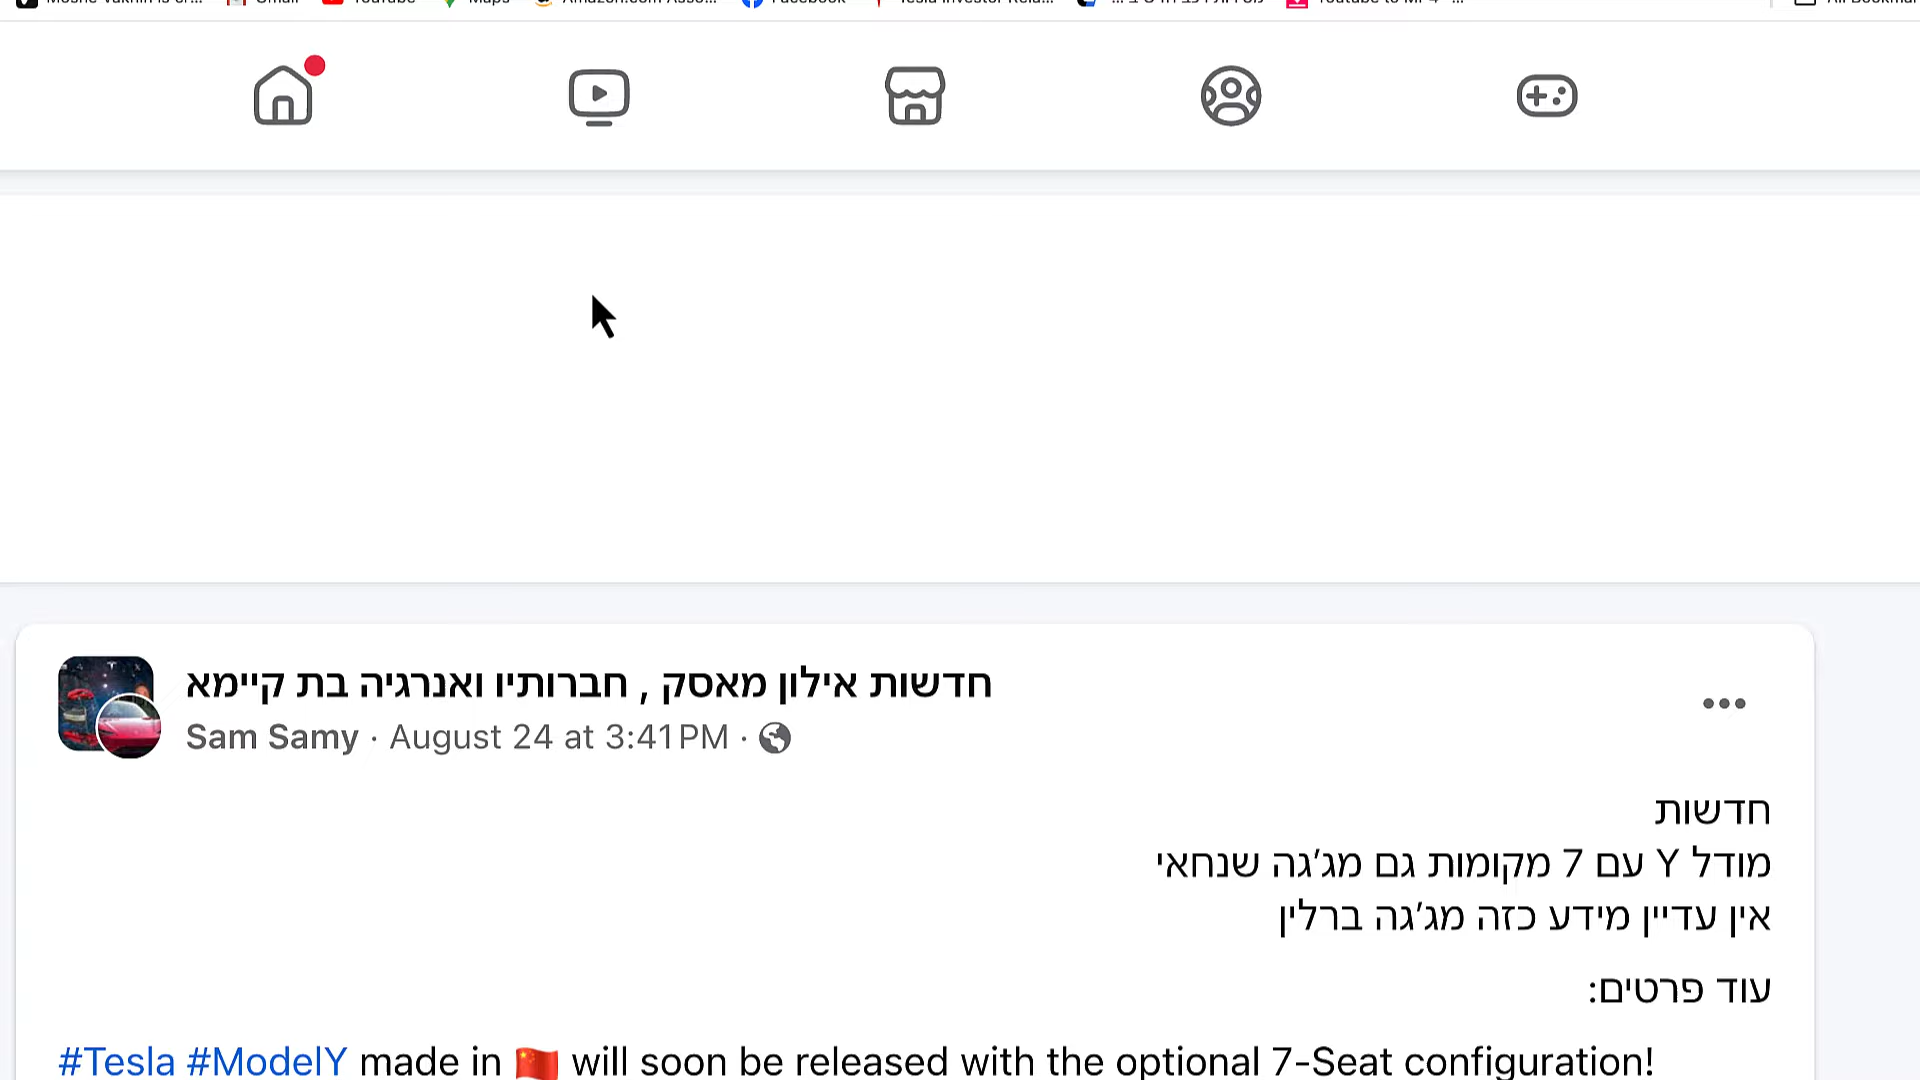 חדשות אילון מאסק , חברותיו ואנרגיה בת קיימא
Sam Samy · August 24 at 3:41 PM ·
חדשות
מודל Y עם 7 מקומות גם מג'גה שנחאי
אין עדיין מידע כזה מג'גה ברלין
עוד פרטים:
#Tesla #ModelY made in 🇨🇳 will soon be released with the optional 7-Seat configuration!